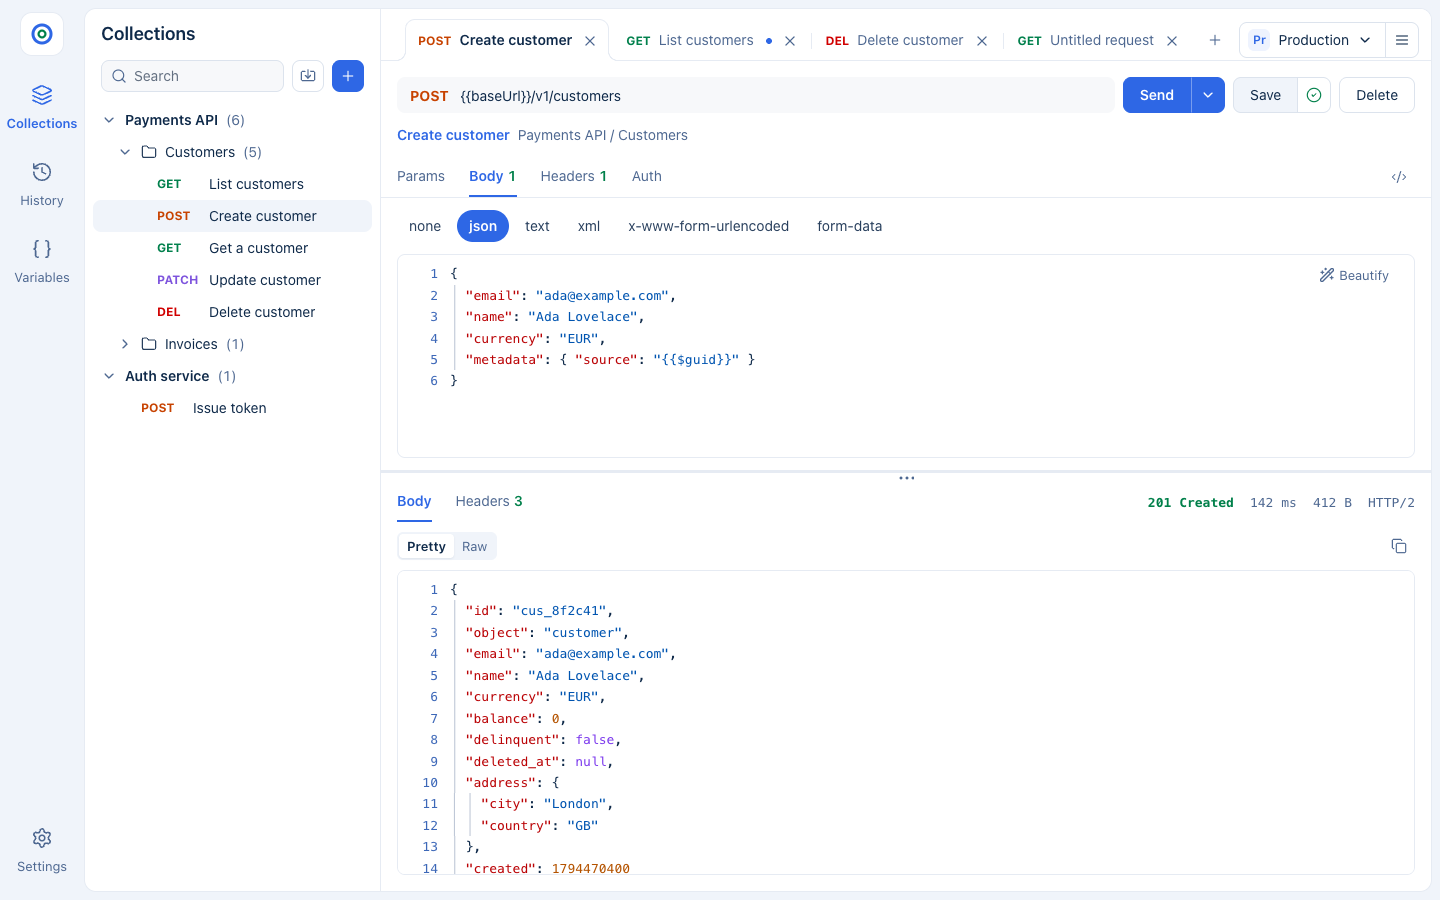 Collections
History
Variables
Settings
Collections
Search
Payments API (6)
Customers (5)
GET List customers
POST Create customer
GET Get a customer
PATCH Update customer
DEL Delete customer
Invoices (1)
Auth service (1)
POST Issue token
POST Create customer
GET List customers
DEL Delete customer
GET Untitled request
Pr Production
POST {{baseUrl}}/v1/customers
Send
Save
Delete
Create customer Payments API / Customers
Params Body 1 Headers 1 Auth
none json text xml x-www-form-urlencoded form-data
Beautify
1 {
2 "email": "ada@example.com",
3 "name": "Ada Lovelace",
4 "currency": "EUR",
5 "metadata": { "source": "{{$guid}}" }
6 }
Body Headers 3
201 Created 142 ms 412 B HTTP/2
Pretty Raw
1 {
2 "id": "cus_8f2c41",
3 "object": "customer",
4 "email": "ada@example.com",
5 "name": "Ada Lovelace",
6 "currency": "EUR",
7 "balance": 0,
8 "delinquent": false,
9 "deleted_at": null,
10 "address": {
11 "city": "London",
12 "country": "GB"
13 },
14 "created": 1794470400